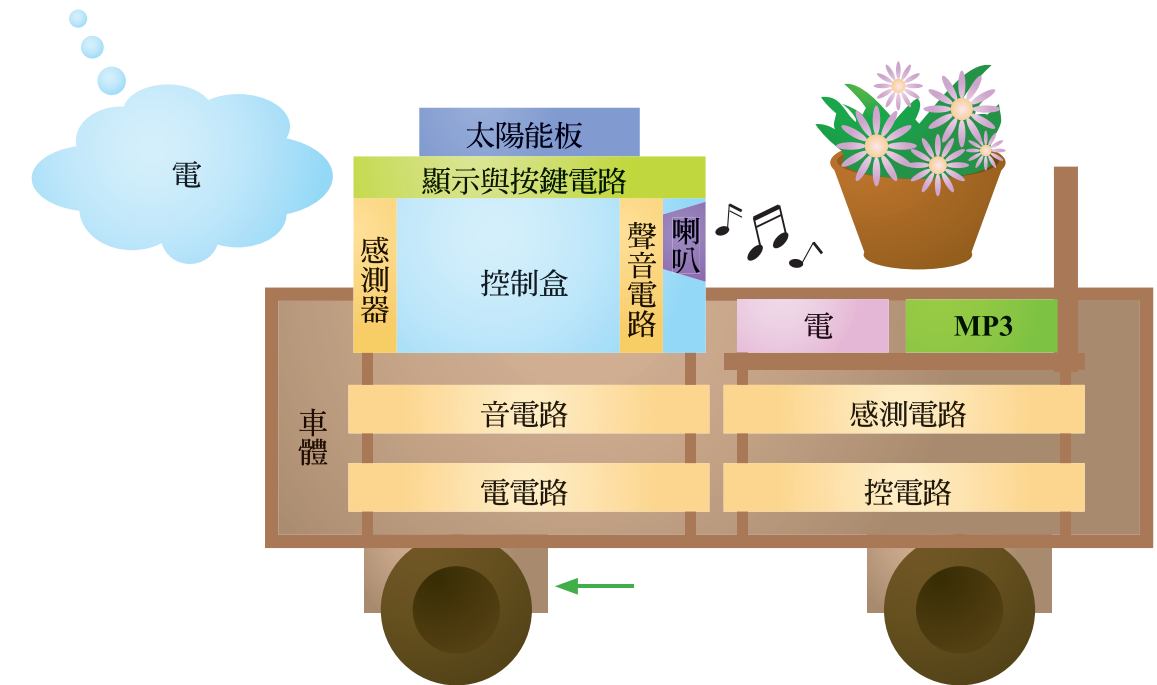 電
太陽能板
顯示與按鍵電路
感測器
控制盒
聲音電路
喇叭
電
MP3
車體
音電路
感測電路
電電路
控電路